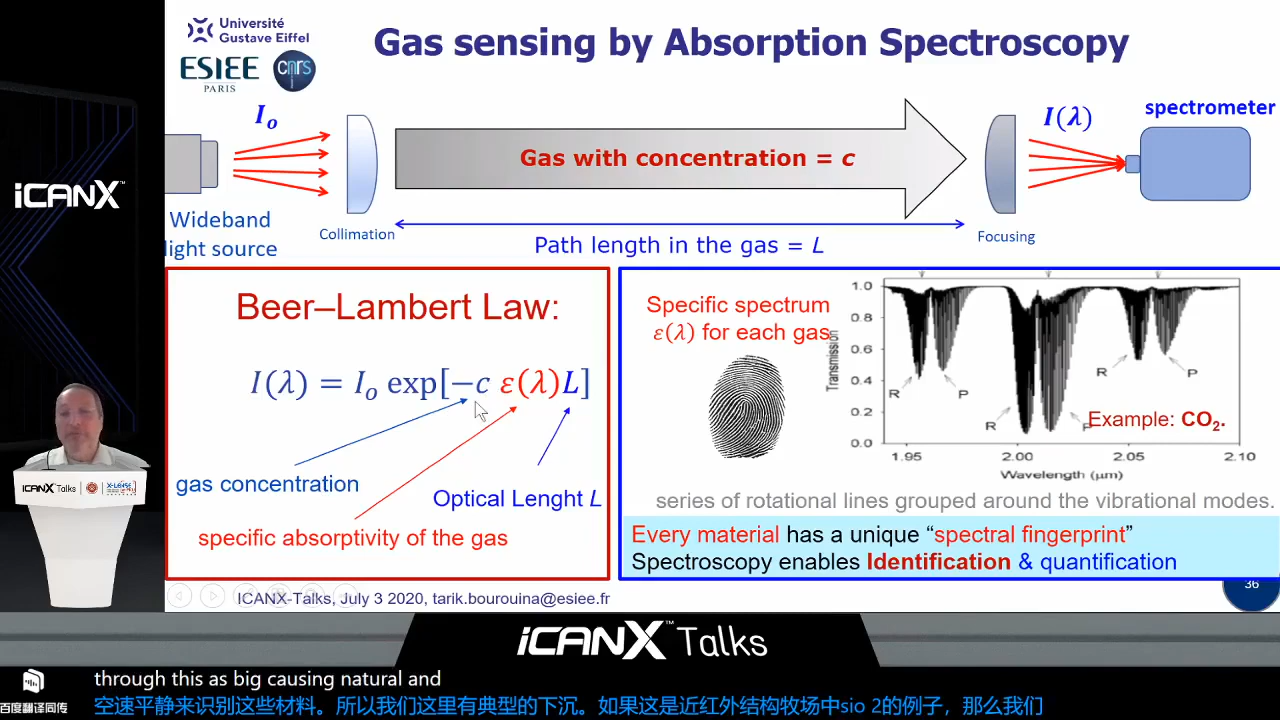 Université
Gustave Eiffel
ESIEE
PARIS
cnrs
Gas sensing by Absorption Spectroscopy
I₀
I(λ)
spectrometer
Gas with concentration = c
iCANX™
Wideband
light source
Collimation
Path length in the gas = L
Focusing
Beer–Lambert Law:
I(λ) = Iₒ exp[−c ε(λ)L]
gas concentration
Optical Lenght L
specific absorptivity of the gas
Specific spectrum
ε(λ) for each gas
Transmission
1.0
0.8
0.6
0.4
0.2
0.0
R
P
R
P
R
P
Example: CO₂.
1.95
2.00
2.05
2.10
Wavelength (μm)
series of rotational lines grouped around the vibrational modes.
Every material has a unique “spectral fingerprint”
Spectroscopy enables Identification & quantification
iCANX Talks
X-LENSE
ICANX-Talks, July 3 2020, tarik.bourouina@esiee.fr
36
iCANX Talks
through this as big causing natural and
百度翻译同传
空速平静来识别这些材料。所以我们这里有典型的下沉。如果这是近红外结构牧场中sio 2的例子，那么我们